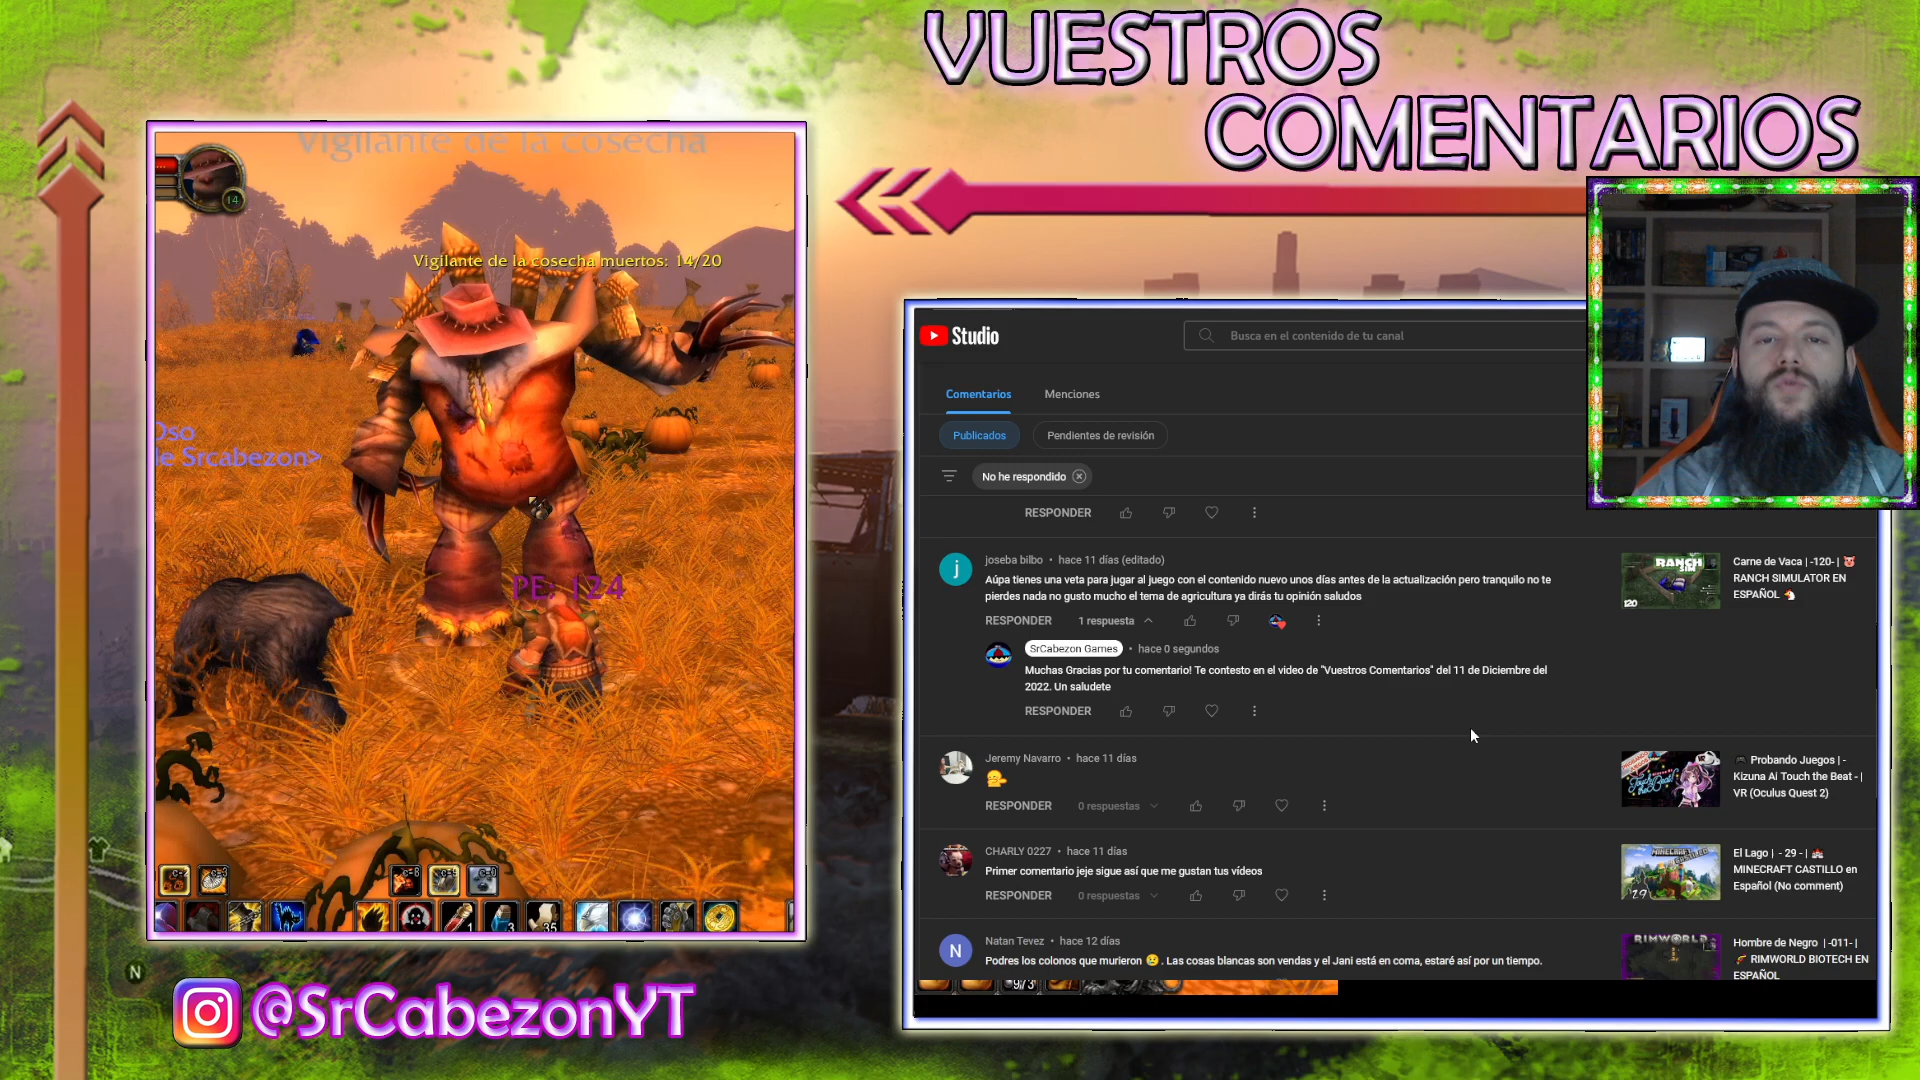 VUESTROS
COMENTARIOS
Vigilante de la cosecha
14
Vigilante de la cosecha muertos: 14/20
Oso
de Srcabezon>
PE: 124
1
3
35
@SrCabezonYT
Studio
Busca en el contenido de tu canal
Comentarios
Menciones
Publicados
Pendientes de revisión
No he respondido
RESPONDER
joseba bilbo • hace 11 días (editado)
Aúpa tienes una veta para jugar al juego con el contenido nuevo unos días antes de la actualización pero tranquilo no te
pierdes nada no gusto mucho el tema de agricultura ya dirás tu opinión saludos
RESPONDER 1 respuesta
RANCH
SIM
120
Carne de Vaca | -120- | 🐷
RANCH SIMULATOR EN
ESPAÑOL 🐴
SrCabezon Games • hace 0 segundos
Muchas Gracias por tu comentario! Te contesto en el video de "Vuestros Comentarios" del 11 de Diciembre del
2022. Un saludete
RESPONDER
j
Jeremy Navarro • hace 11 días
RESPONDER 0 respuestas
🎮 Probando Juegos | -
Kizuna Ai Touch the Beat - |
VR (Oculus Quest 2)
CHARLY 0227 • hace 11 días
Primer comentario jeje sigue así que me gustan tus vídeos
RESPONDER 0 respuestas
29
El Lago | - 29 - | 🏰
MINECRAFT CASTILLO en
Español (No comment)
N
Natan Tevez • hace 12 días
Podres los colonos que murieron 😢. Las cosas blancas son vendas y el Jani está en coma, estaré así por un tiempo.
RIMWORLD
Hombre de Negro | -011- |
🌶 RIMWORLD BIOTECH EN
ESPAÑOL
N